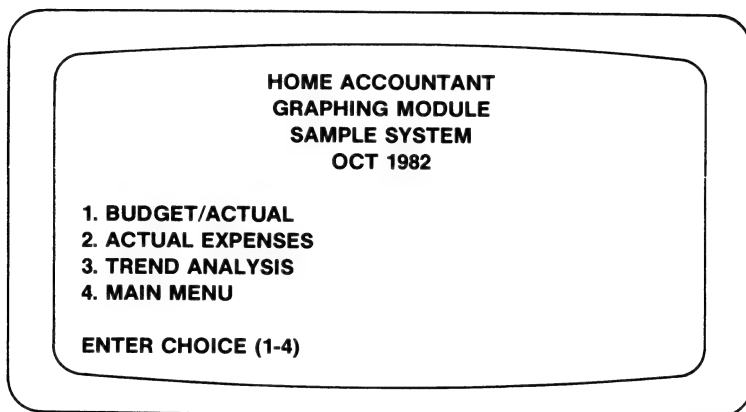 HOME ACCOUNTANT
GRAPHING MODULE
SAMPLE SYSTEM
OCT 1982
1. BUDGET/ACTUAL
2. ACTUAL EXPENSES
3. TREND ANALYSIS
4. MAIN MENU
ENTER CHOICE (1-4)